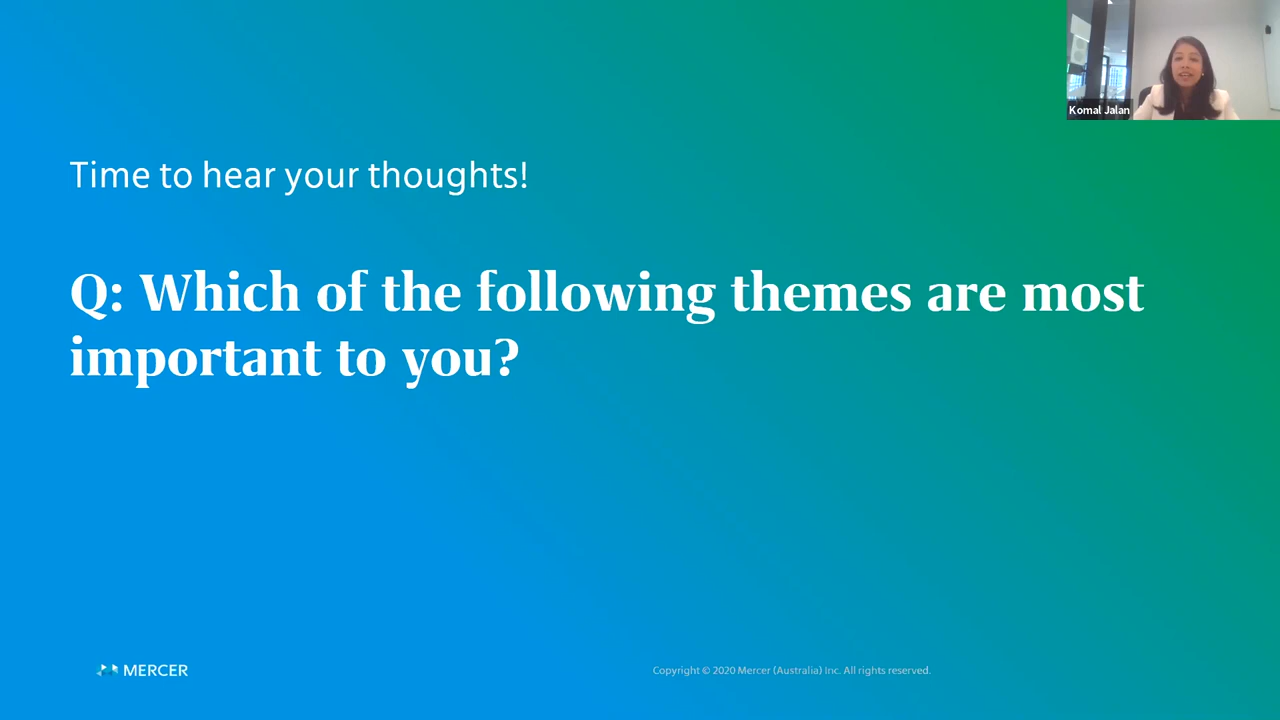 Komal Jalan
Time to hear your thoughts!
Q: Which of the following themes are most
important to you?
MERCER
Copyright © 2020 Mercer (Australia) Inc. All rights reserved.